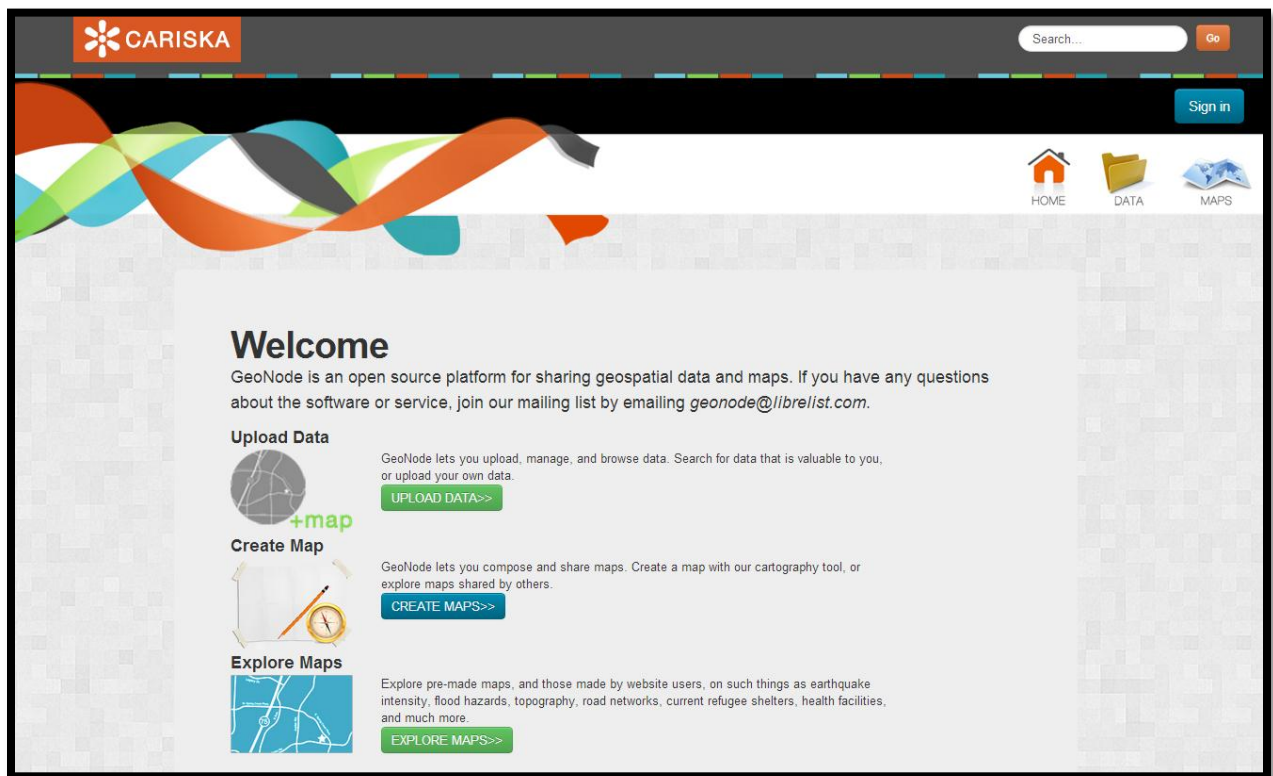 CARISKA
Search...
Go
Sign in
HOME
DATA
MAPS
Welcome
GeoNode is an open source platform for sharing geospatial data and maps. If you have any questions
about the software or service, join our mailing list by emailing geonode@librelist.com.
Upload Data
GeoNode lets you upload, manage, and browse data. Search for data that is valuable to you,
or upload your own data.
UPLOAD DATA>>
+map
Create Map
GeoNode lets you compose and share maps. Create a map with our cartography tool, or
explore maps shared by others.
CREATE MAPS>>
Explore Maps
Explore pre-made maps, and those made by website users, on such things as earthquake
intensity, flood hazards, topography, road networks, current refugee shelters, health facilities,
and much more.
EXPLORE MAPS>>